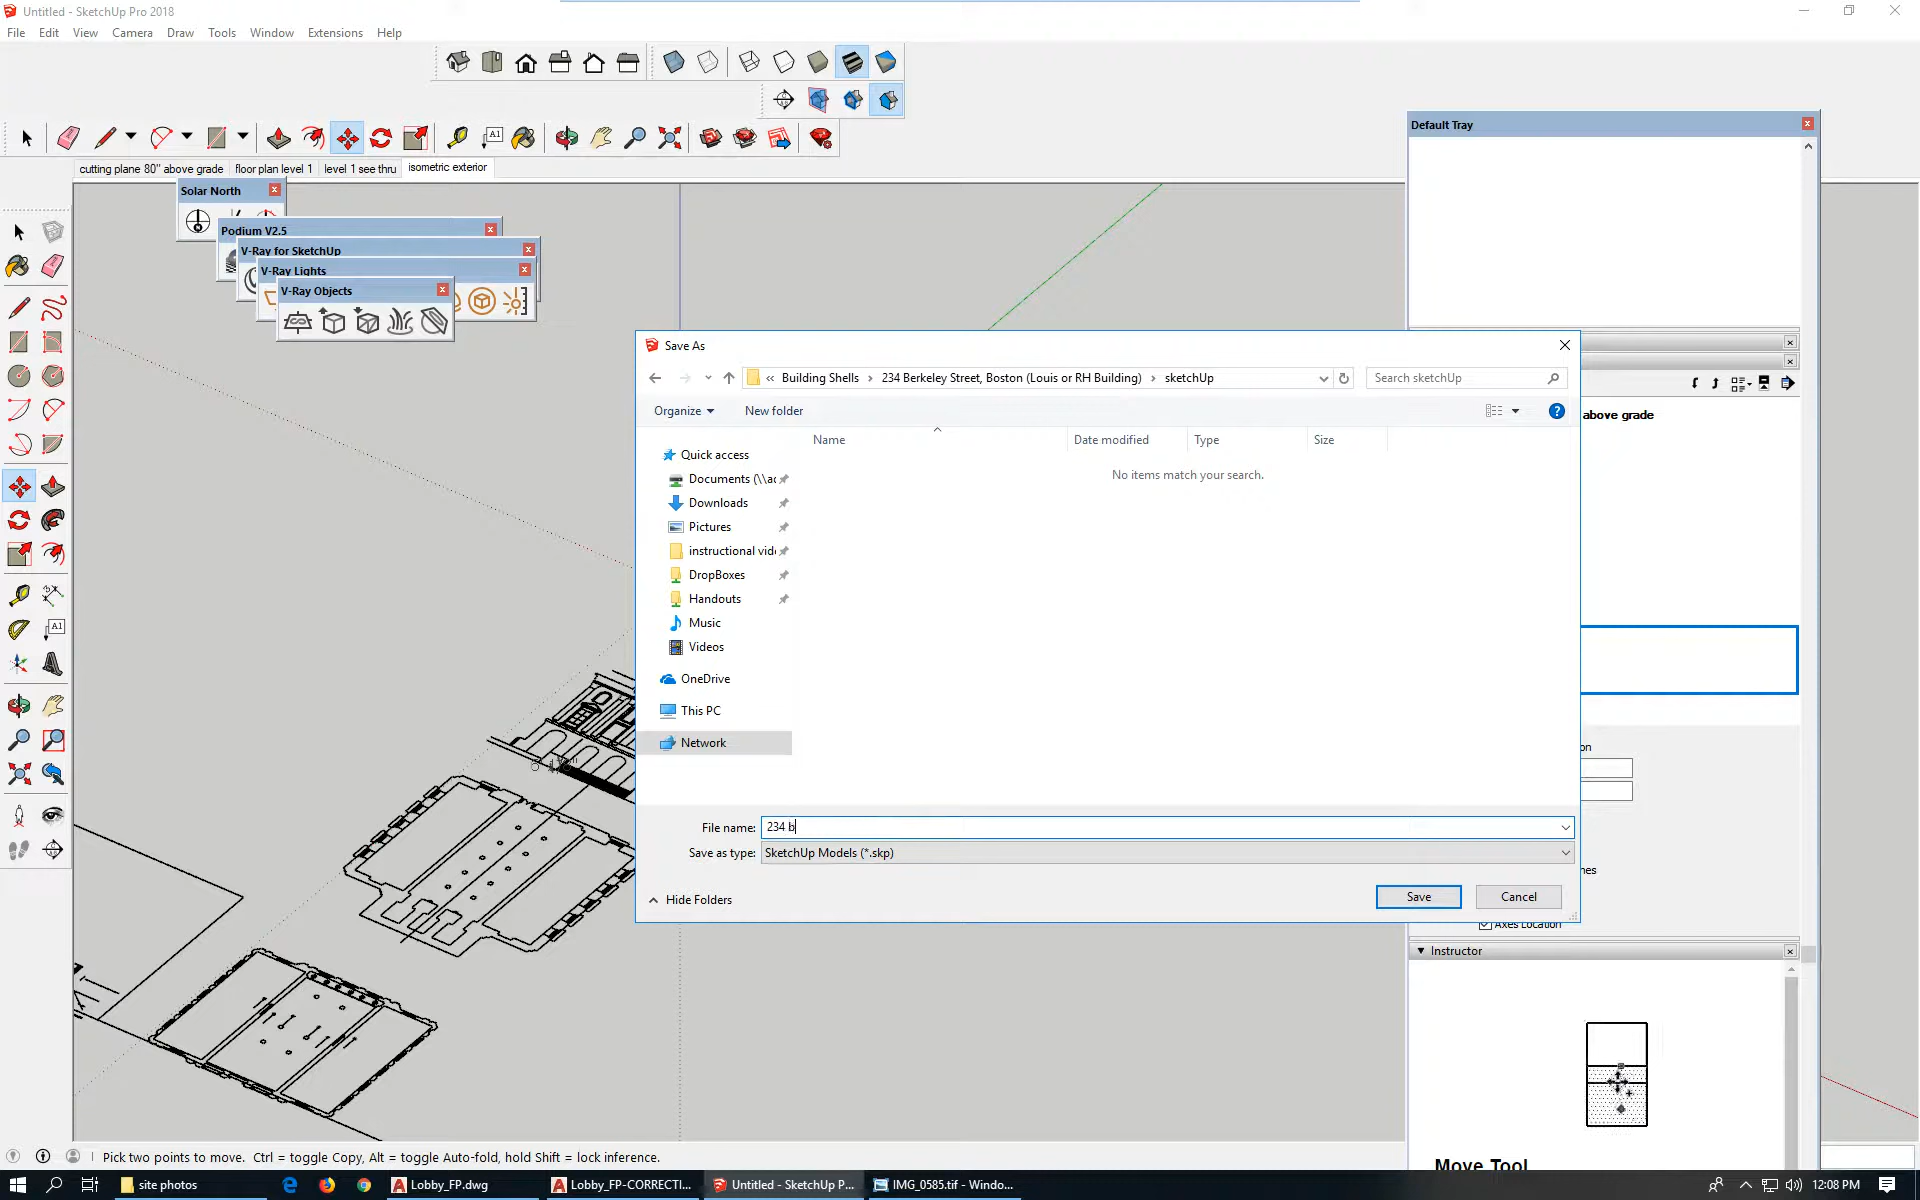 Untitled - SketchUp Pro 2018
File Edit View Camera Draw Tools Window Extensions Help
Default Tray
cutting plane 80" above grade floor plan level 1 level 1 see thru isometric exterior
Solar North
Podium V2.5
V-Ray for SketchUp
V-Ray Lights
V-Ray Objects
A1
Save As
« Building Shells › 234 Berkeley Street, Boston (Louis or RH Building) › sketchUp
Search sketchUp
Organize New folder
above grade
Name Date modified Type Size
No items match your search.
Quick access
Documents (\\ac
Downloads
Pictures
instructional vid
DropBoxes
Handouts
Music
Videos
OneDrive
This PC
Network
A1
on
File name: 234 b
Save as type: SketchUp Models (*.skp)
nes
Hide Folders
Save Cancel
Axes Location
Instructor
Pick two points to move. Ctrl = toggle Copy, Alt = toggle Auto-fold, hold Shift = lock inference.
Move Tool
site photos Lobby_FP.dwg Lobby_FP-CORRECTI... Untitled - SketchUp P... IMG_0585.tif - Windo... 12:08 PM